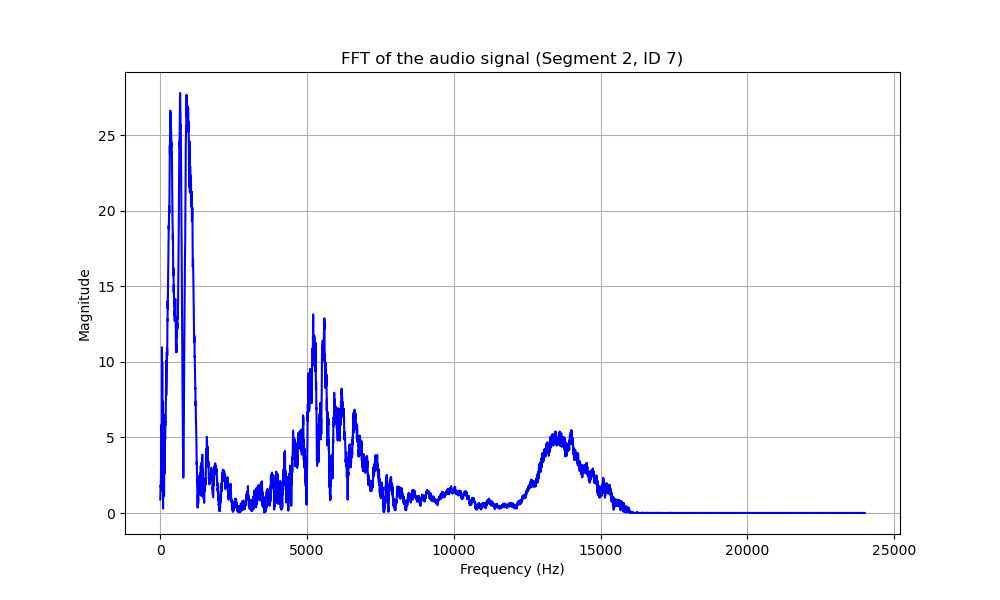 FFT of the audio signal (Segment 2, ID 7)
25
20
15
10
5
0
Magnitude
0 5000 10000 15000 20000 25000
Frequency (Hz)